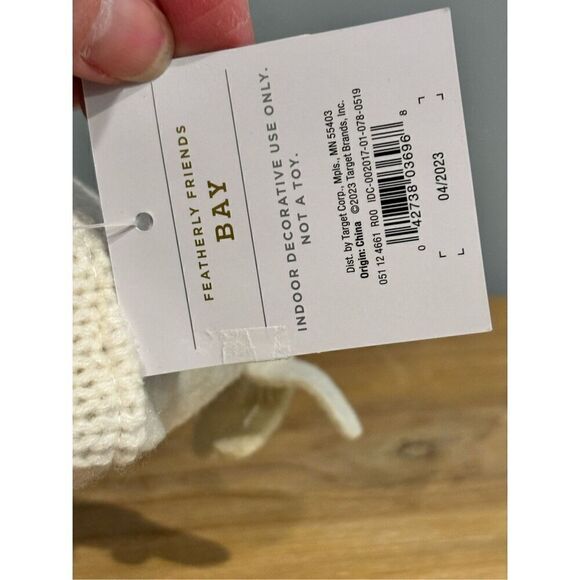 FEATHERLY FRIENDS
BAY
INDOOR DECORATIVE USE ONLY.
NOT A TOY.
Dist. by Target Corp., Mpls., MN 55403
Origin: China ©2023 Target Brands, Inc.
051 12 4661 R00 IDC-002017-01-078-0519
0 42738 03696 8
04/2023